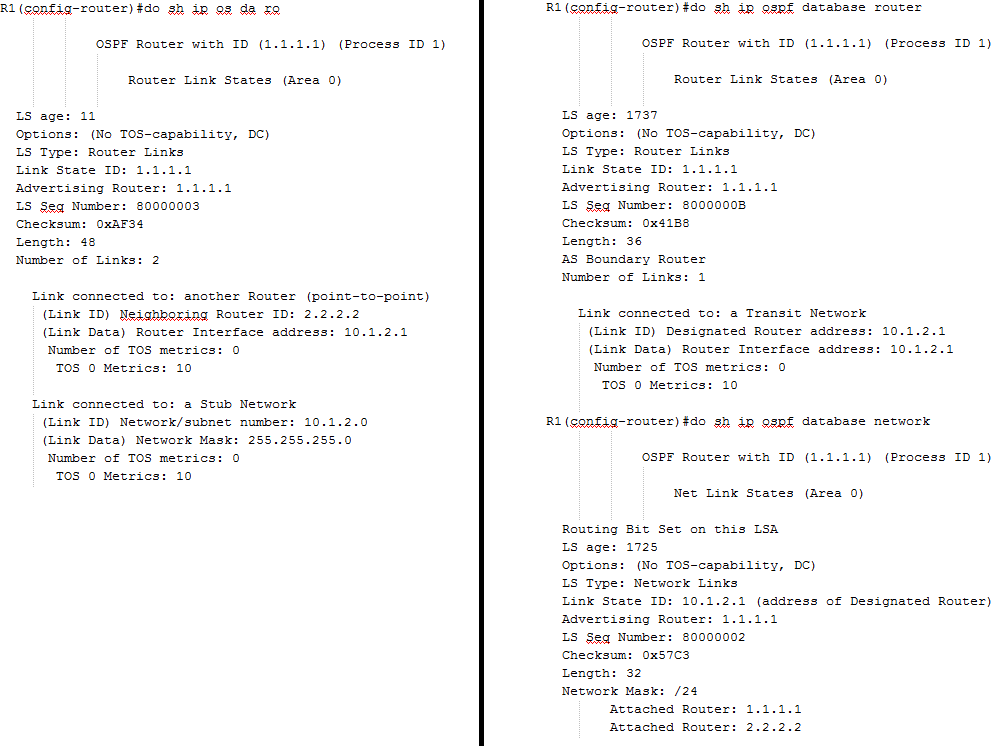 R1(config-router)#do sh ip os da ro
OSPF Router with ID (1.1.1.1) (Process ID 1)
Router Link States (Area 0)
LS age: 11
Options: (No TOS-capability, DC)
LS Type: Router Links
Link State ID: 1.1.1.1
Advertising Router: 1.1.1.1
LS Seq Number: 80000003
Checksum: 0xAF34
Length: 48
Number of Links: 2
Link connected to: another Router (point-to-point)
(Link ID) Neighboring Router ID: 2.2.2.2
(Link Data) Router Interface address: 10.1.2.1
Number of TOS metrics: 0
TOS 0 Metrics: 10
Link connected to: a Stub Network
(Link ID) Network/subnet number: 10.1.2.0
(Link Data) Network Mask: 255.255.255.0
Number of TOS metrics: 0
TOS 0 Metrics: 10
R1(config-router)#do sh ip ospf database router
OSPF Router with ID (1.1.1.1) (Process ID 1)
Router Link States (Area 0)
LS age: 1737
Options: (No TOS-capability, DC)
LS Type: Router Links
Link State ID: 1.1.1.1
Advertising Router: 1.1.1.1
LS Seq Number: 8000000B
Checksum: 0x41B8
Length: 36
AS Boundary Router
Number of Links: 1
Link connected to: a Transit Network
(Link ID) Designated Router address: 10.1.2.1
(Link Data) Router Interface address: 10.1.2.1
Number of TOS metrics: 0
TOS 0 Metrics: 10
R1(config-router)#do sh ip ospf database network
OSPF Router with ID (1.1.1.1) (Process ID 1)
Net Link States (Area 0)
Routing Bit Set on this LSA
LS age: 1725
Options: (No TOS-capability, DC)
LS Type: Network Links
Link State ID: 10.1.2.1 (address of Designated Router)
Advertising Router: 1.1.1.1
LS Seq Number: 80000002
Checksum: 0x57C3
Length: 32
Network Mask: /24
Attached Router: 1.1.1.1
Attached Router: 2.2.2.2